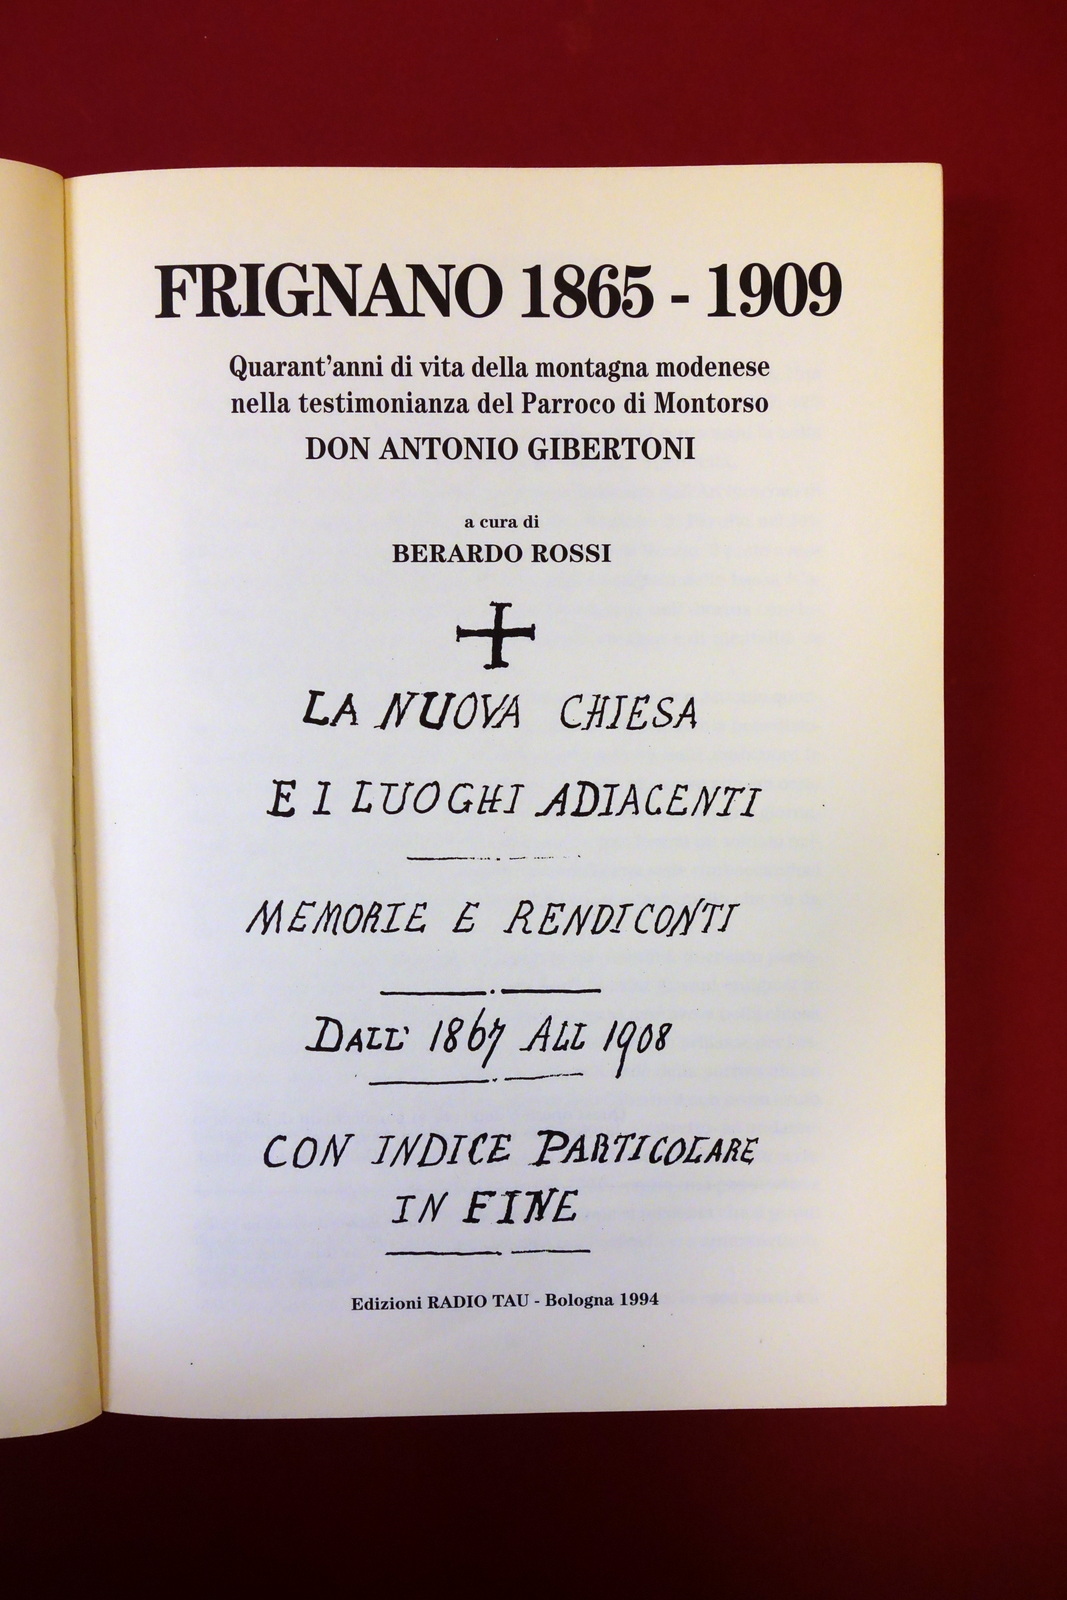 FRIGNANO 1865 - 1909
Quarant'anni di vita della montagna modenese
nella testimonianza del Parroco di Montorso
DON ANTONIO GIBERTONI
a cura di
BERARDO ROSSI
LA NUOVA CHIESA
E I LUOGHI ADIACENTI
MEMORIE E RENDICONTI
DALL' 1867 ALL 1908
CON INDICE PARTICOLARE
IN FINE
Edizioni RADIO TAU - Bologna 1994